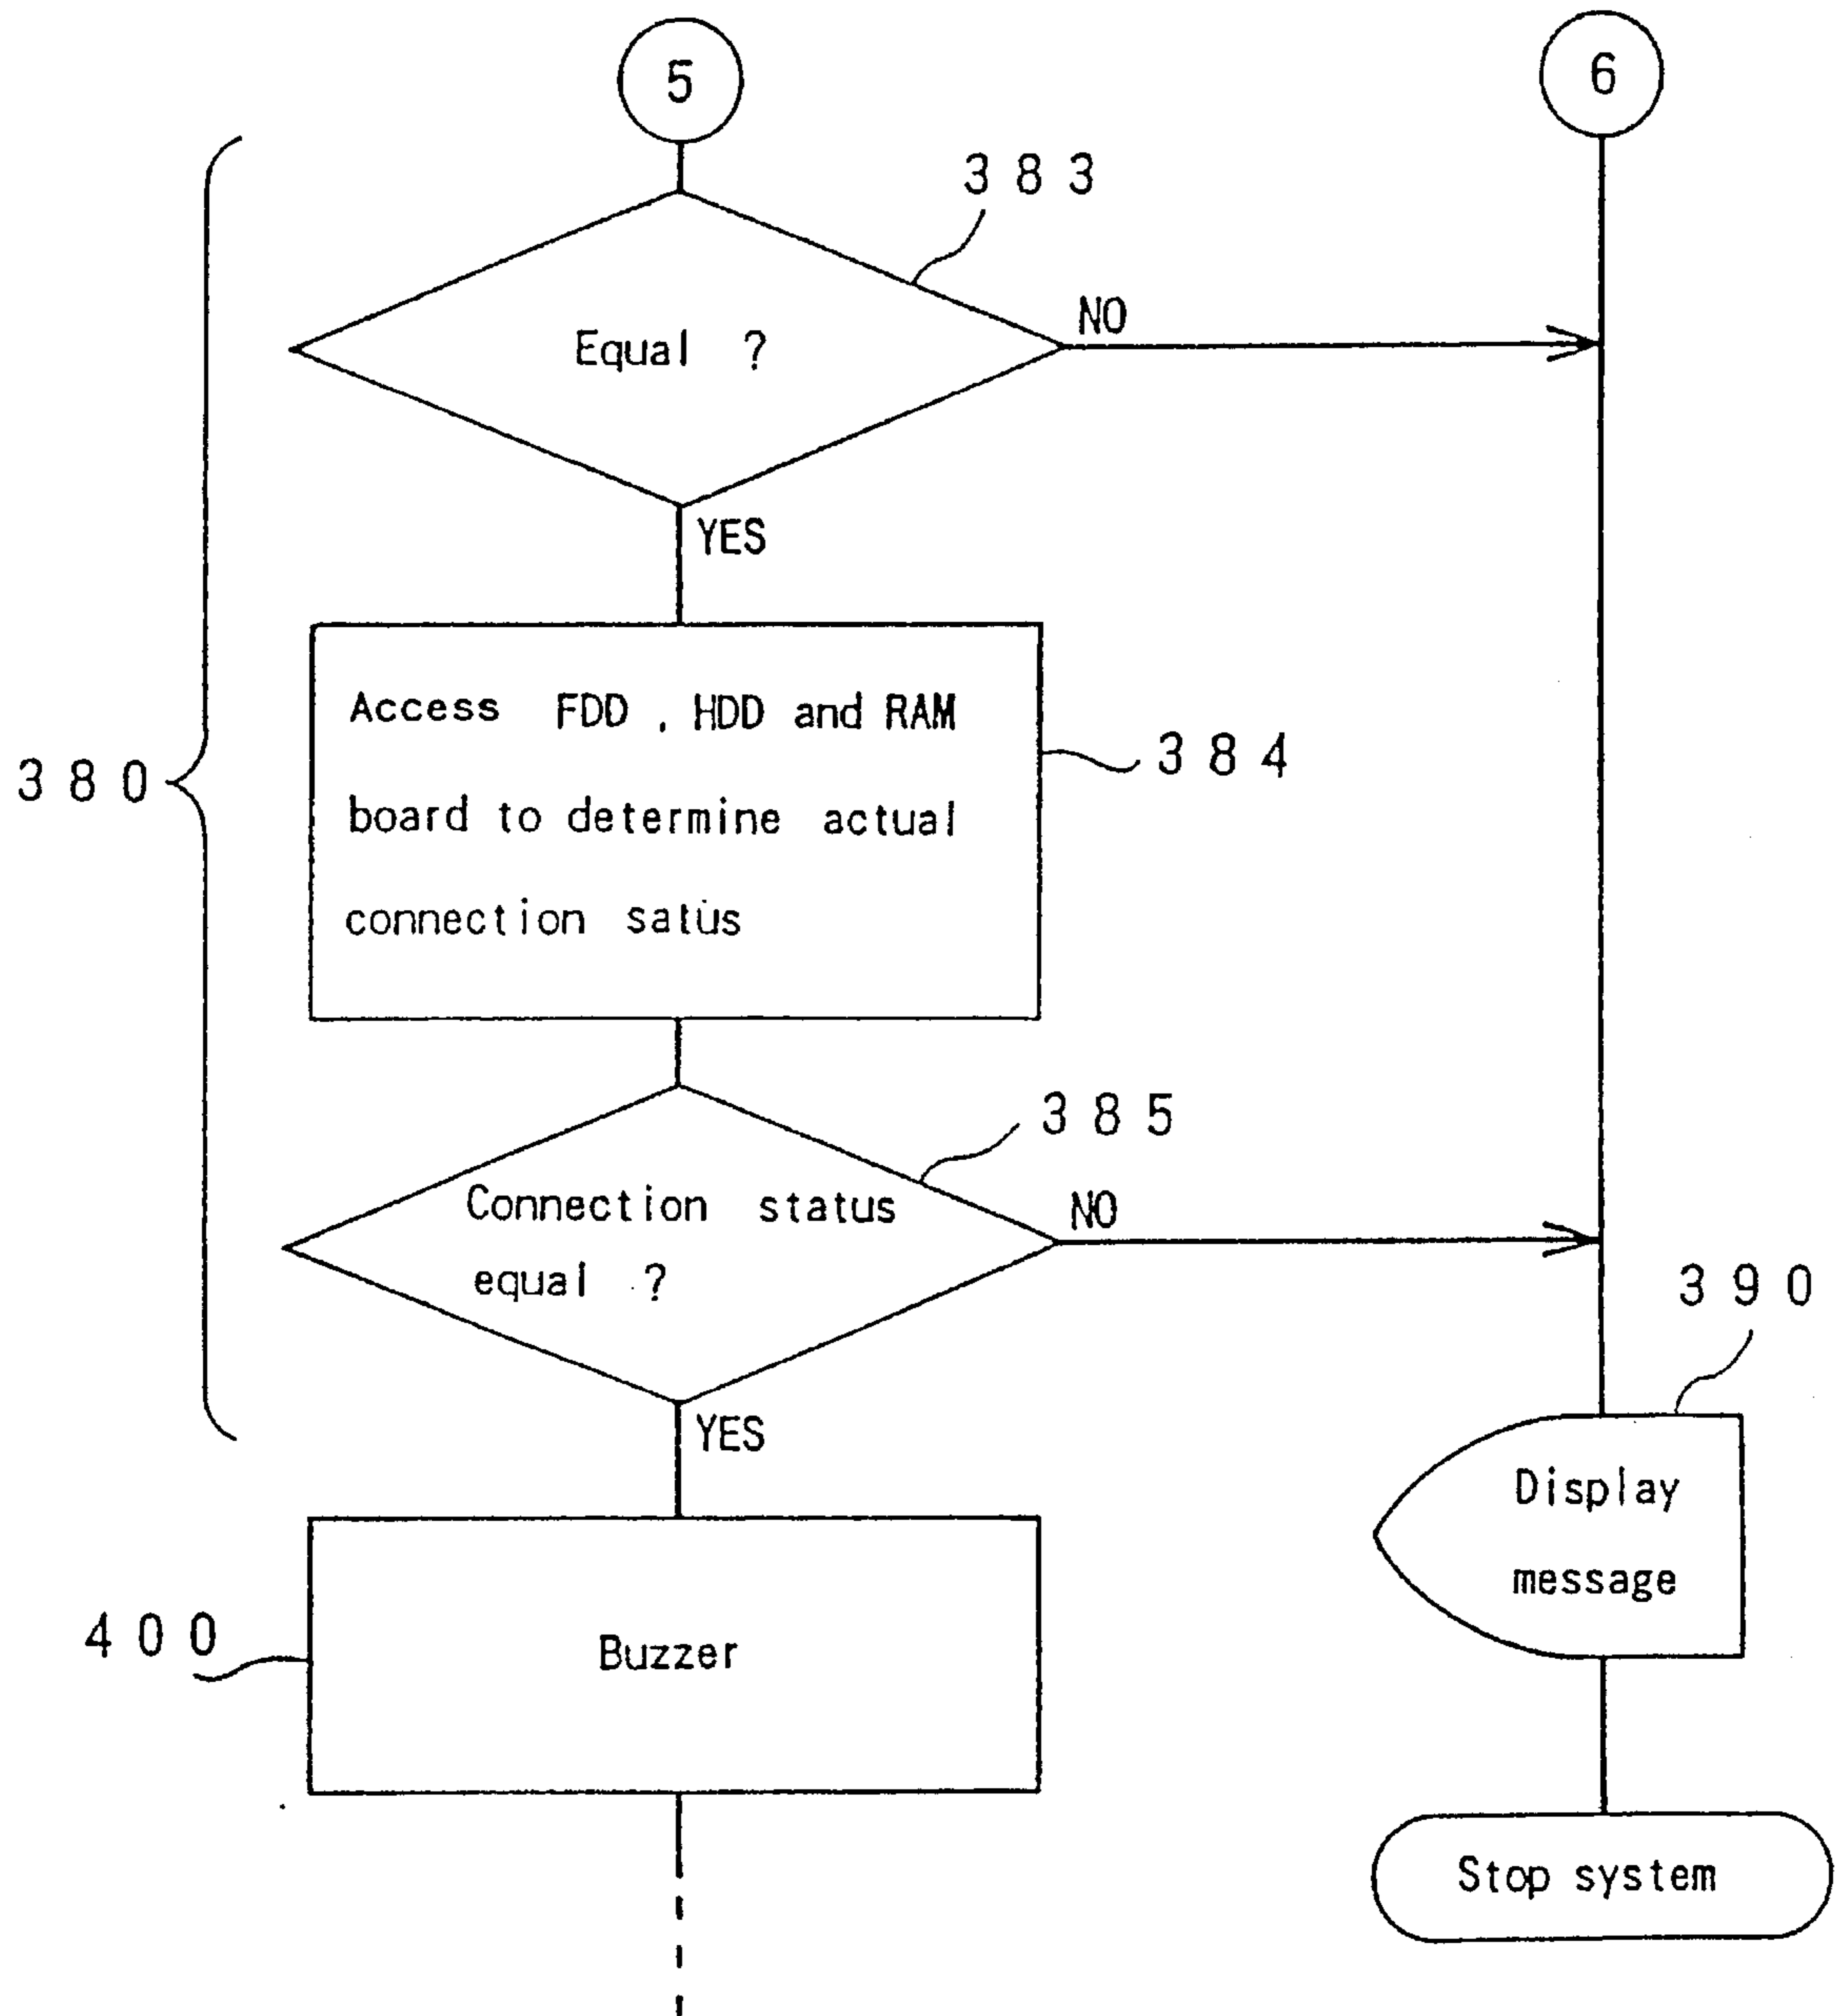 5
6
3 8 3
Equal ?
NO
YES
Access FDD , HDD and RAM
board to determine actual
connection satus
3 8 4
3 8 0
3 8 5
Connection status
equal ?
NO
3 9 0
YES
Display
message
4 0 0
Buzzer
Stop system